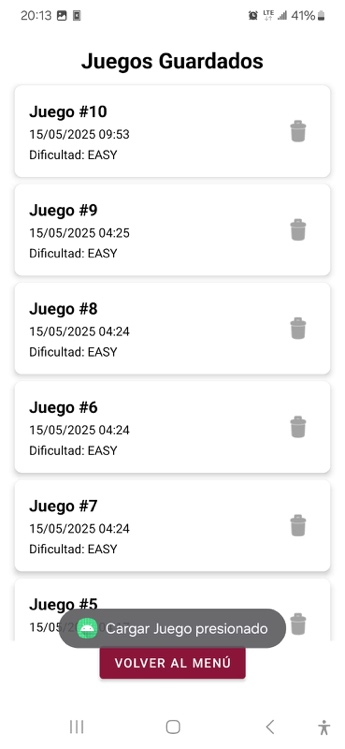 20:13 LTE 41%
Juegos Guardados
Juego #10
15/05/2025 09:53
Dificultad: EASY
Juego #9
15/05/2025 04:25
Dificultad: EASY
Juego #8
15/05/2025 04:24
Dificultad: EASY
Juego #6
15/05/2025 04:24
Dificultad: EASY
Juego #7
15/05/2025 04:24
Dificultad: EASY
Juego #5
15/05/2
Cargar Juego presionado
VOLVER AL MENÚ